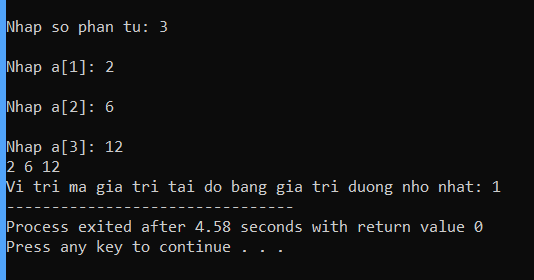 Nhap so phan tu: 3
Nhap a[1]: 2
Nhap a[2]: 6
Nhap a[3]: 12
2 6 12
Vi tri ma gia tri tai do bang gia tri duong nho nhat: 1
--------------------------------
Process exited after 4.58 seconds with return value 0
Press any key to continue . . .